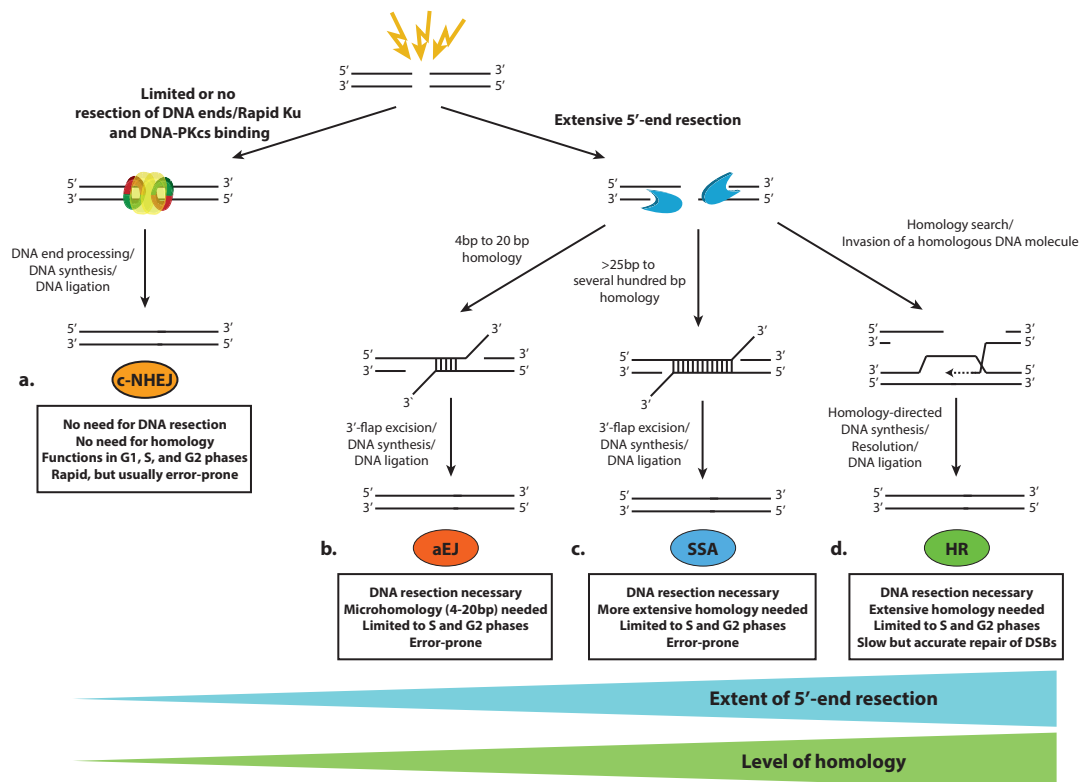 5′ 3′
3′ 5′
Limited or no
resection of DNA ends/Rapid Ku
and DNA-PKcs binding
Extensive 5′-end resection
5′ 3′
3′ 5′
5′ 3′
3′ 5′
DNA end processing/
DNA synthesis/
DNA ligation
4bp to 20 bp
homology
>25bp to
several hundred bp
homology
Homology search/
Invasion of a homologous DNA molecule
5′ 3′
3′ 5′
a.
c-NHEJ
No need for DNA resection
No need for homology
Functions in G1, S, and G2 phases
Rapid, but usually error-prone
3′
5′ 3′
3′ 5′
3′
3′
5′ 3′
3′ 5′
3′
5′ 3′
3′ 5′
3′ 5′
5′ 3′
3′-flap excision/
DNA synthesis/
DNA ligation
3′-flap excision/
DNA synthesis/
DNA ligation
Homology-directed
DNA synthesis/
Resolution/
DNA ligation
5′ 3′
3′ 5′
5′ 3′
3′ 5′
5′ 3′
3′ 5′
b.
aEJ
DNA resection necessary
Microhomology (4-20bp) needed
Limited to S and G2 phases
Error-prone
c.
SSA
DNA resection necessary
More extensive homology needed
Limited to S and G2 phases
Error-prone
d.
HR
DNA resection necessary
Extensive homology needed
Limited to S and G2 phases
Slow but accurate repair of DSBs
Extent of 5′-end resection
Level of homology